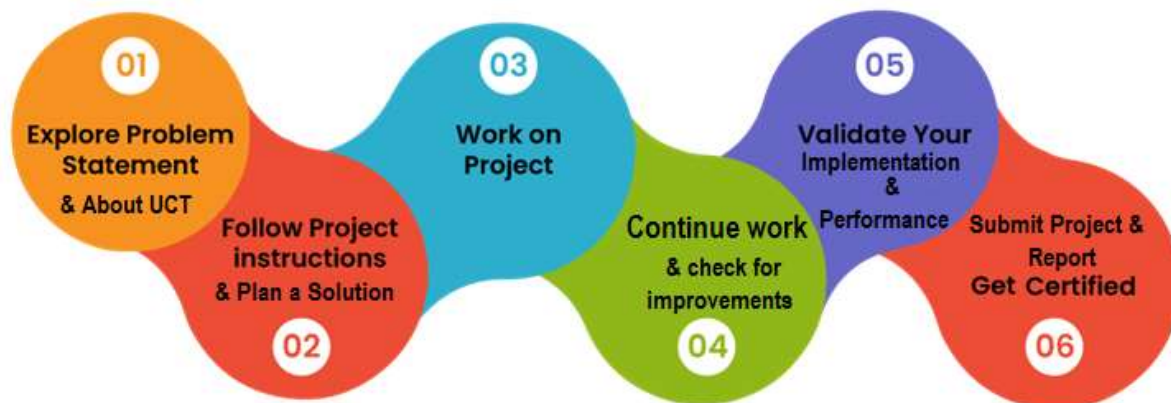 01
Explore Problem
Statement
& About UCT
Follow Project
instructions
& Plan a Solution
02
03
Work on
Project
Continue work
& check for
improvements
04
05
Validate Your
Implementation
&
Performance
Submit Project &
Report
Get Certified
06